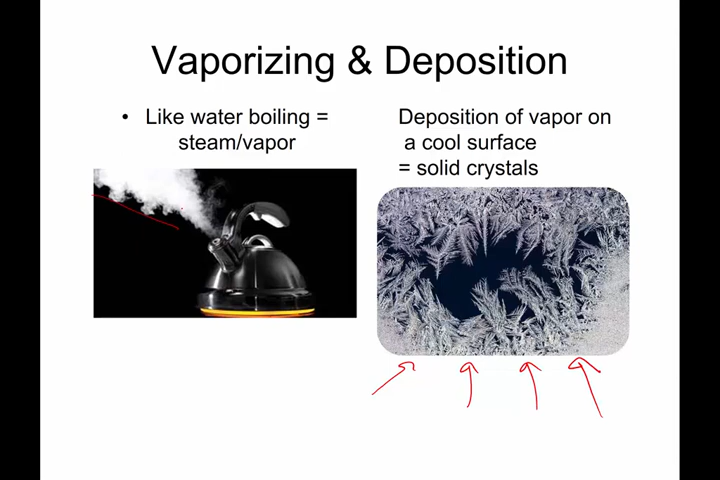 Vaporizing & Deposition
• Like water boiling =
steam/vapor
Deposition of vapor on
a cool surface
= solid crystals